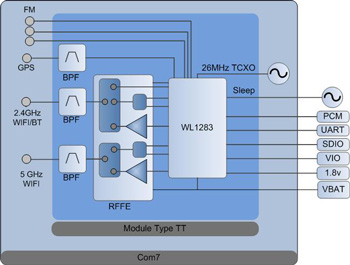 FM
GPS
BPF
26MHz TCXO
Sleep
2.4GHz
WIFI/BT
BPF
WL1283
PCM
UART
SDIO
VIO
1.8v
VBAT
5 GHz
WIFI
BPF
RFFE
Module Type TT
Com7